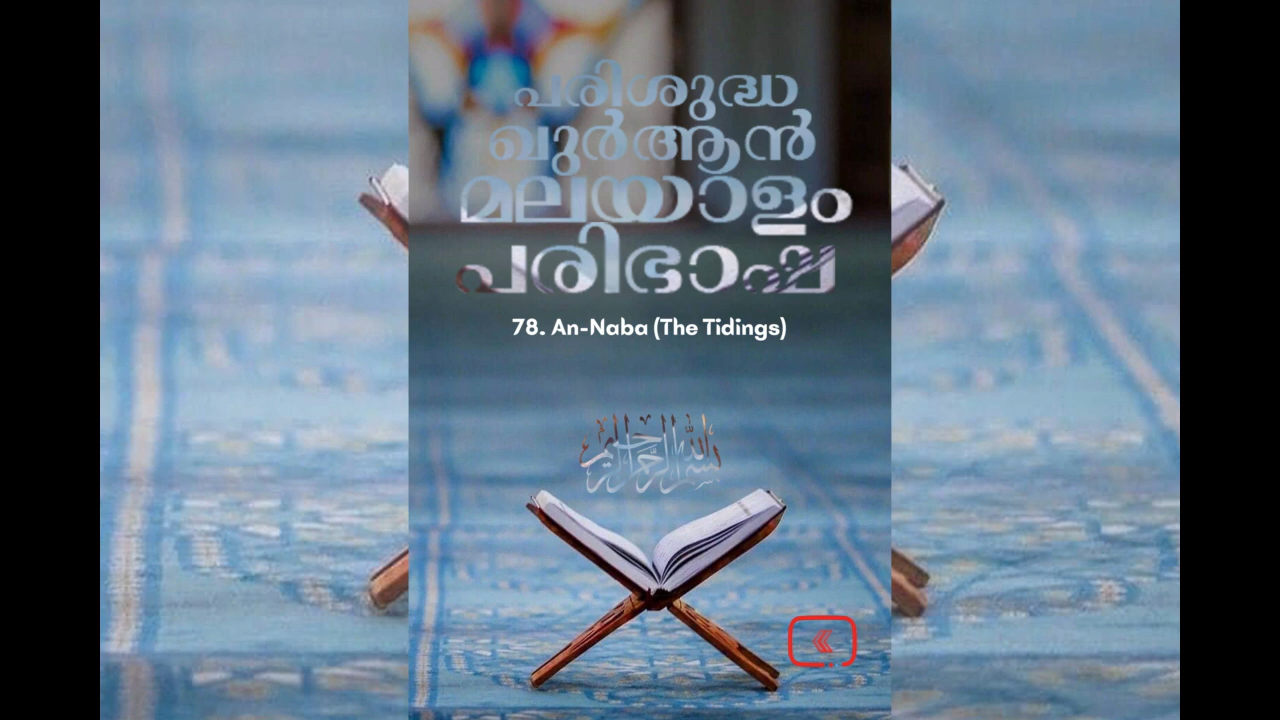 പരിശുദ്ധ
ഖുർആൻ
മലയാളം
പരിഭാഷ
78. An-Naba (The Tidings)
بسم الله الرحمن الرحيم